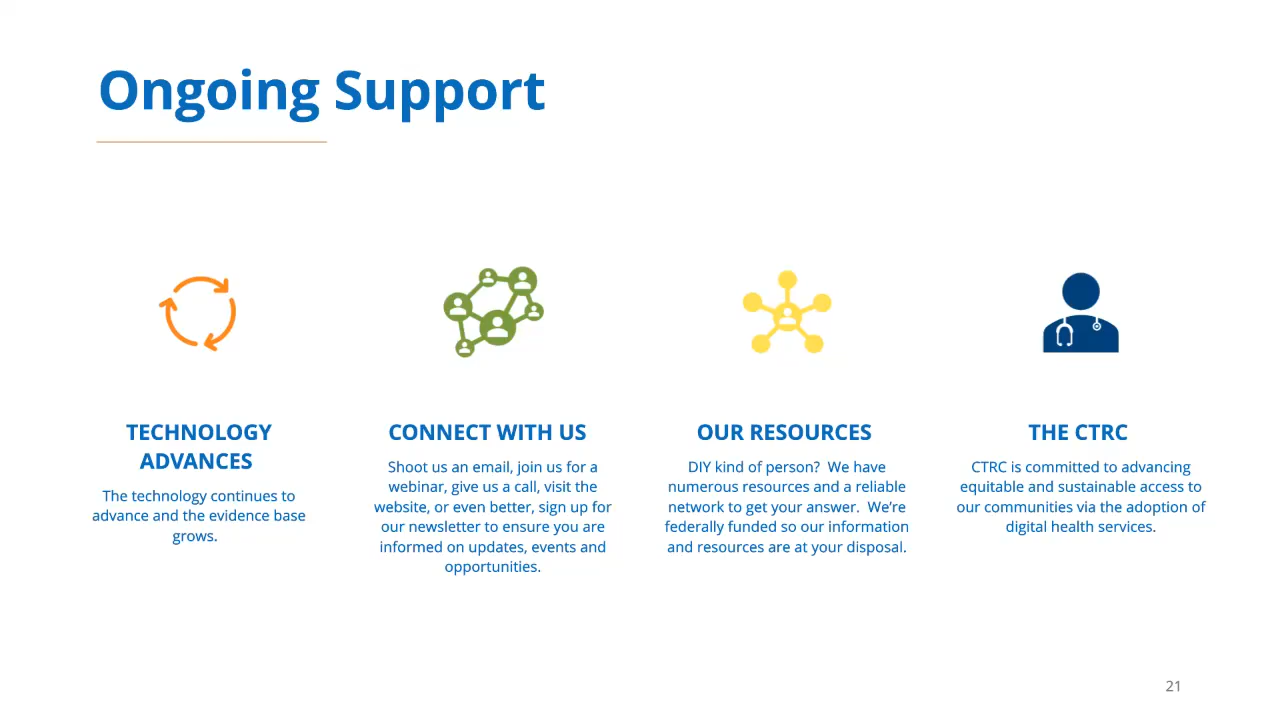 Ongoing Support
TECHNOLOGY
ADVANCES
The technology continues to
advance and the evidence base
grows.
CONNECT WITH US
Shoot us an email, join us for a
webinar, give us a call, visit the
website, or even better, sign up for
our newsletter to ensure you are
informed on updates, events and
opportunities.
OUR RESOURCES
DIY kind of person?  We have
numerous resources and a reliable
network to get your answer.  We’re
federally funded so our information
and resources are at your disposal.
THE CTRC
CTRC is committed to advancing
equitable and sustainable access to
our communities via the adoption of
digital health services.
21